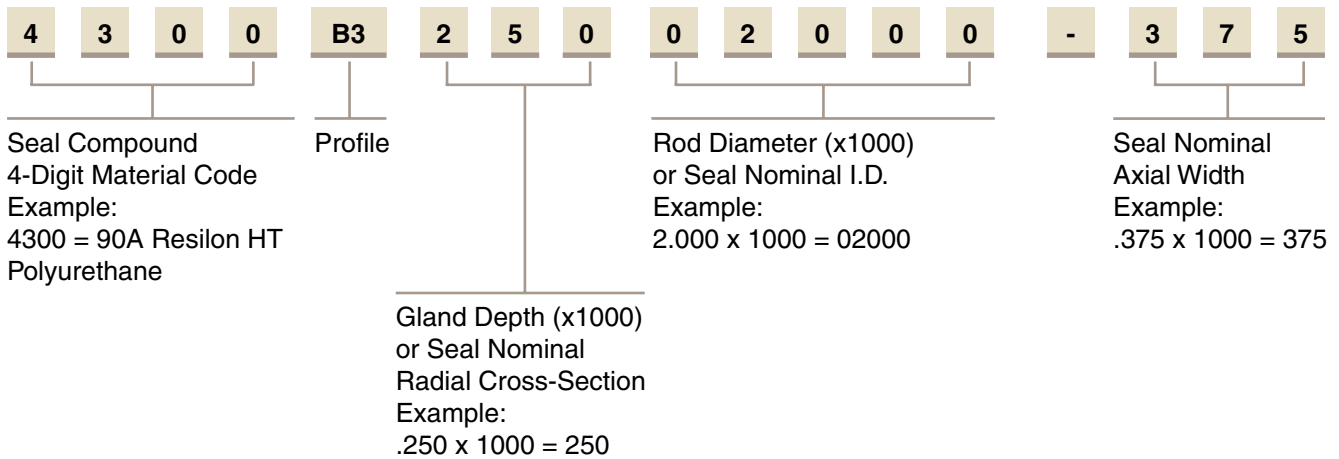 4 3 0 0 B3 2 5 0 0 2 0 0 0 - 3 7 5
Seal Compound
4-Digit Material Code
Example:
4300 = 90A Resilon HT
Polyurethane
Profile
Gland Depth (x1000)
or Seal Nominal
Radial Cross-Section
Example:
.250 x 1000 = 250
Rod Diameter (x1000)
or Seal Nominal I.D.
Example:
2.000 x 1000 = 02000
Seal Nominal
Axial Width
Example:
.375 x 1000 = 375